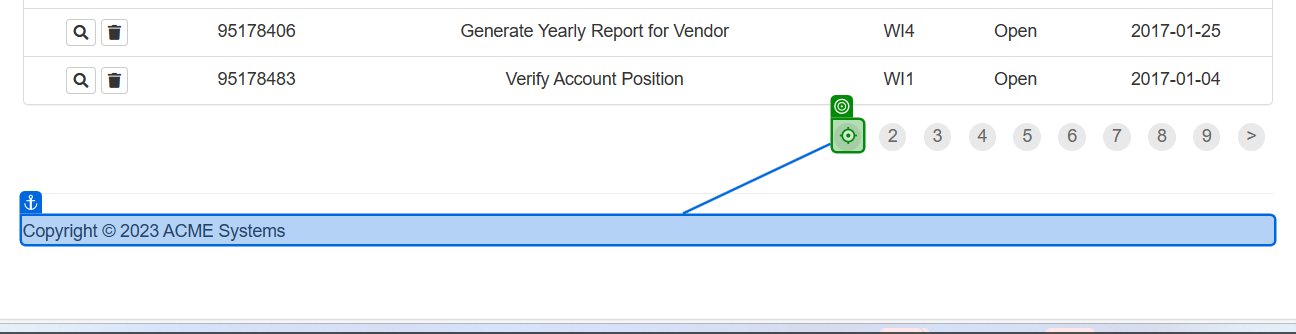 95178406 Generate Yearly Report for Vendor WI4 Open 2017-01-25
95178483 Verify Account Position WI1 Open 2017-01-04
2 3 4 5 6 7 8 9 >
Copyright © 2023 ACME Systems